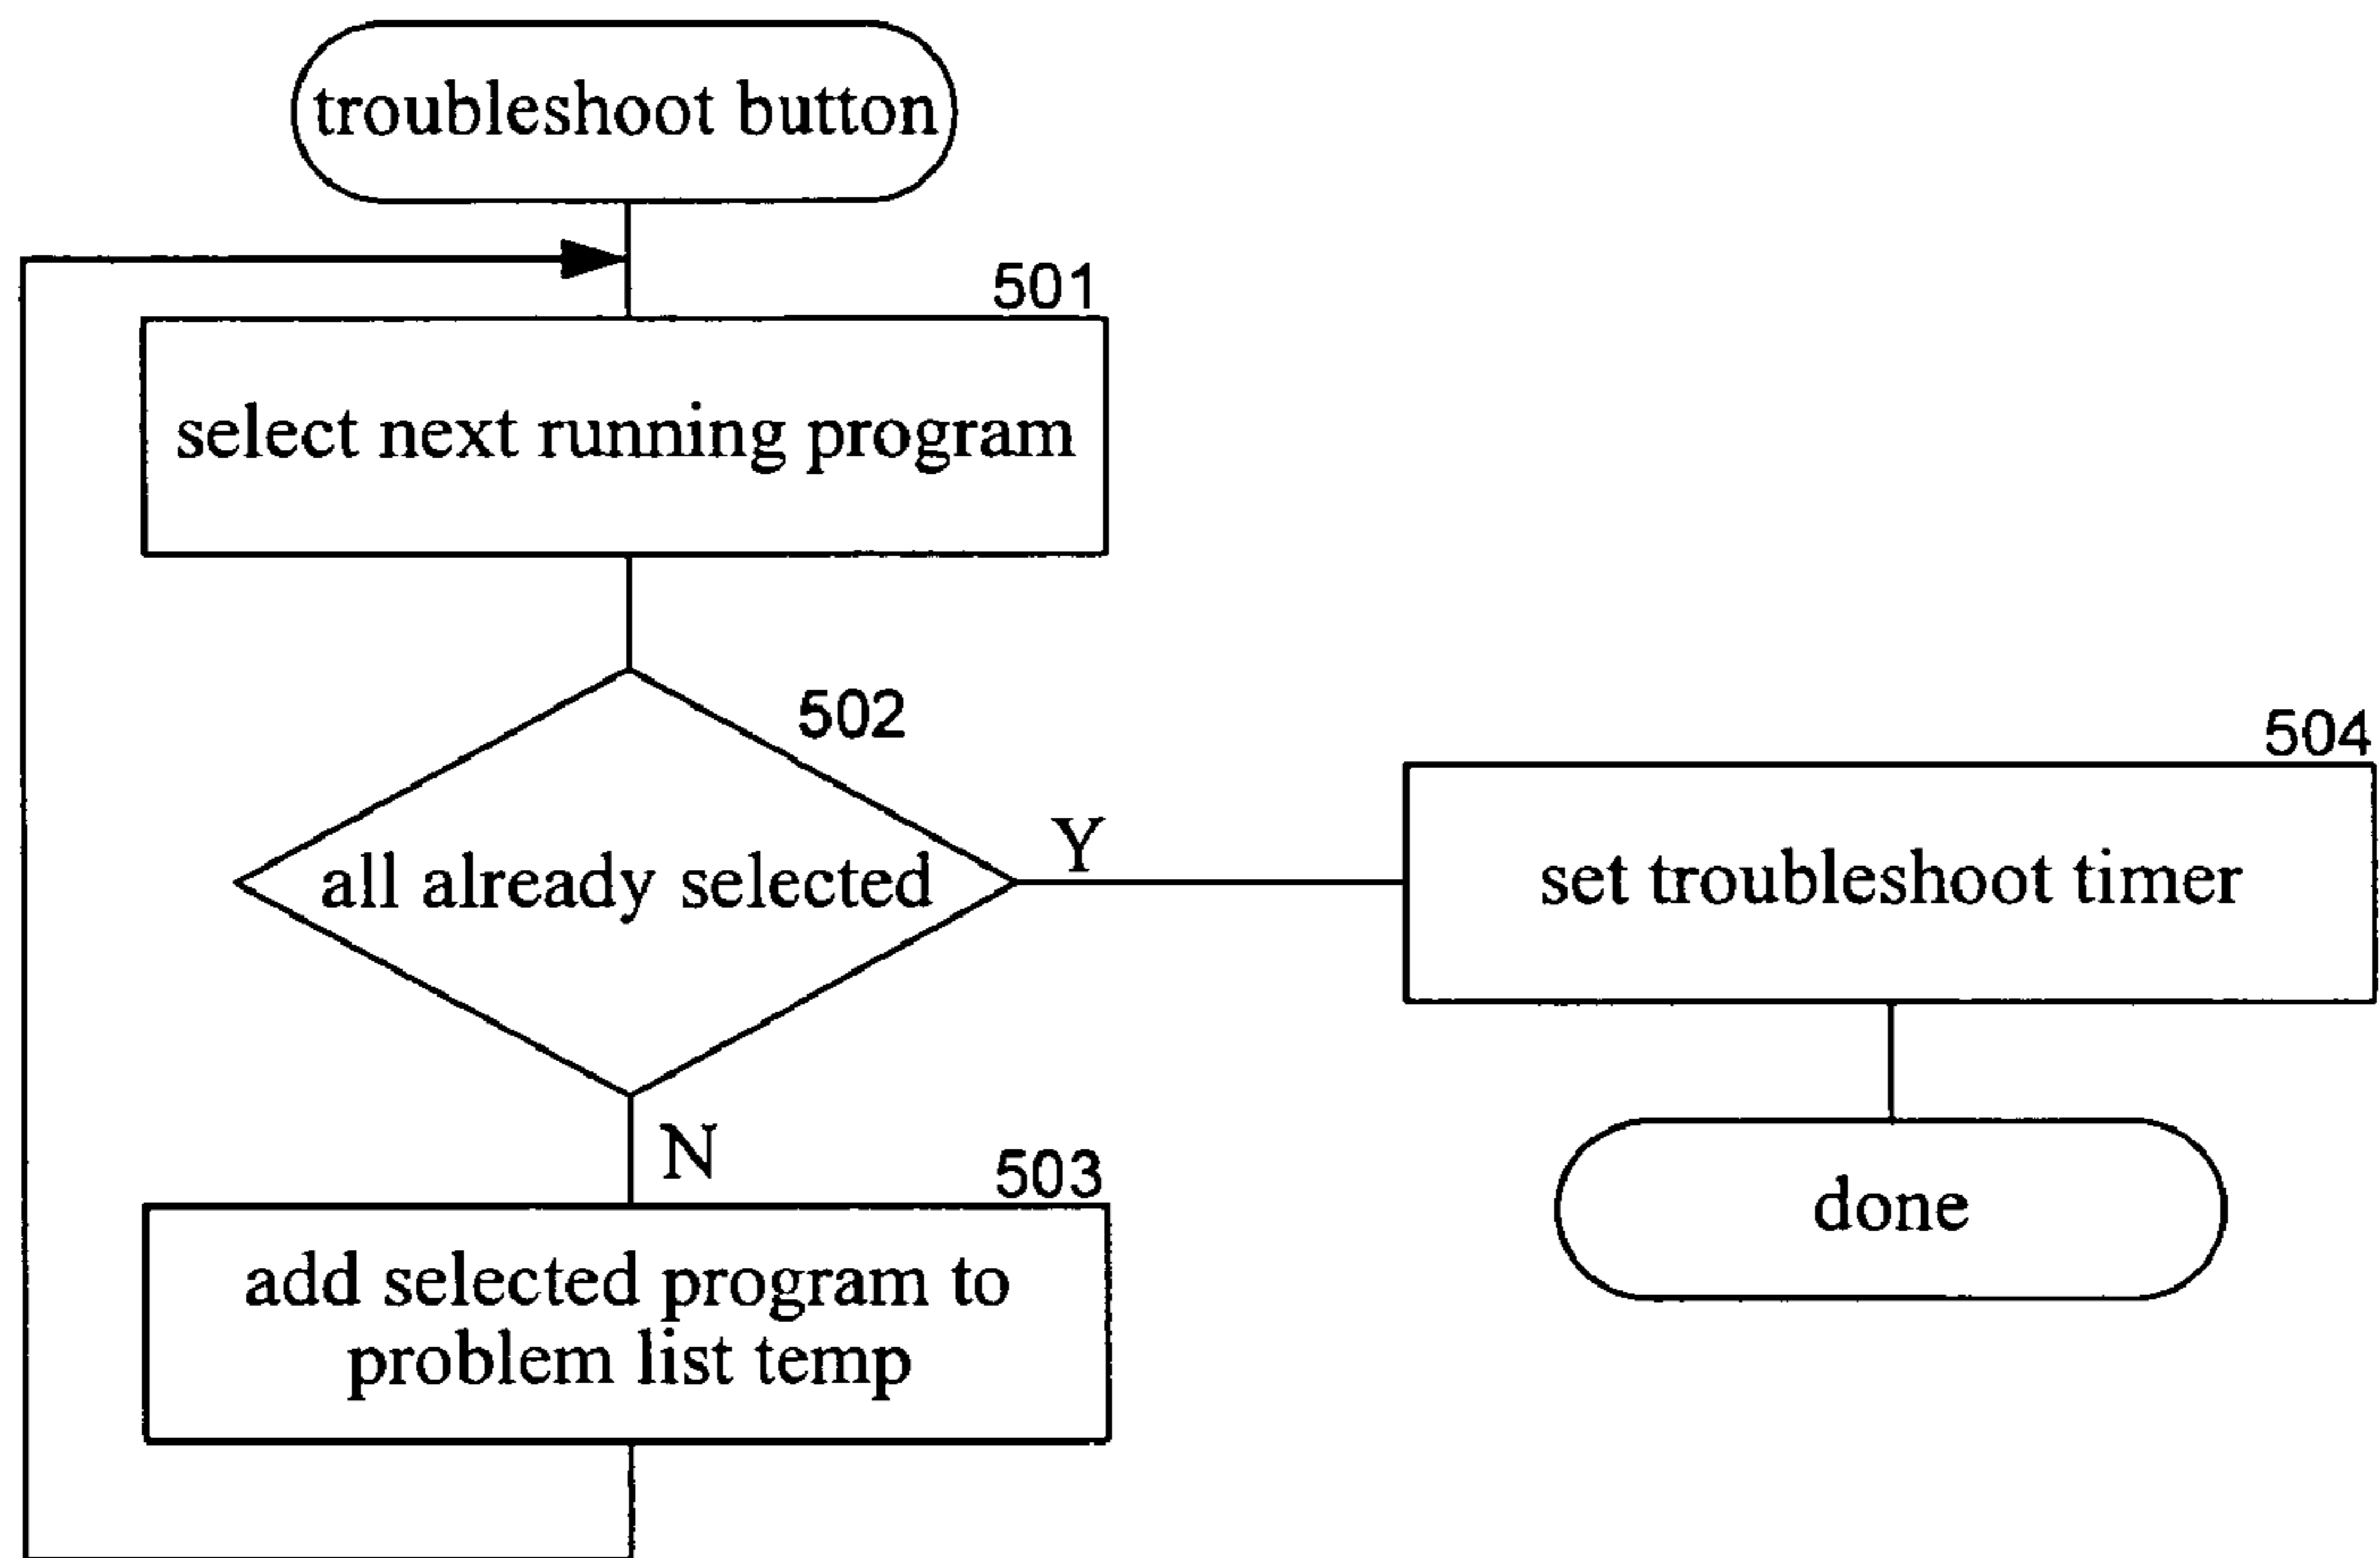 troubleshoot button
501
select next running program
502
all already selected
Y
504
set troubleshoot timer
done
N
503
add selected program to
problem list temp